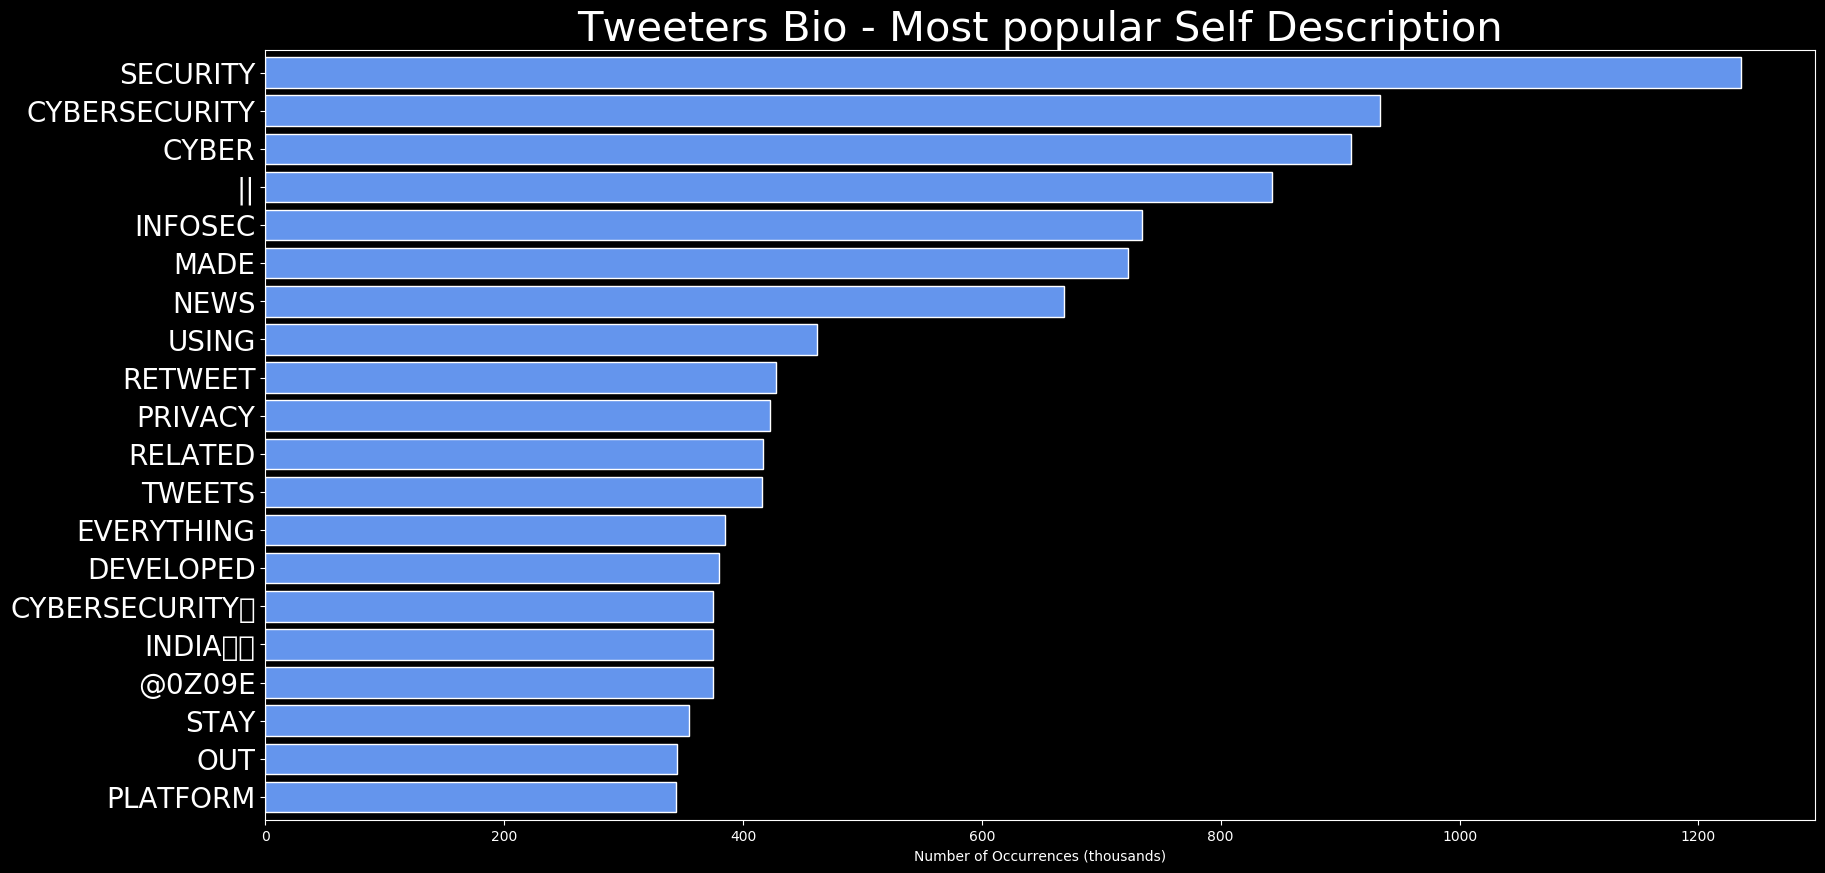 Tweeters Bio - Most popular Self Description
SECURITY
CYBERSECURITY
CYBER
||
INFOSEC
MADE
NEWS
USING
RETWEET
PRIVACY
RELATED
TWEETS
EVERYTHING
DEVELOPED
CYBERSECURITY▯
INDIA▯▯
@0Z09E
STAY
OUT
PLATFORM
0 200 400 600 800 1000 1200
Number of Occurrences (thousands)